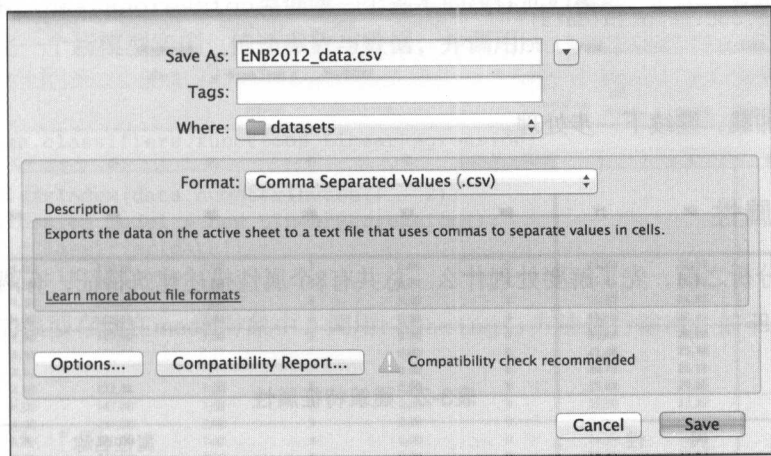 Save As: ENB2012_data.csv
Tags:
Where: datasets
Format: Comma Separated Values (.csv)
Description
Exports the data on the active sheet to a text file that uses commas to separate values in cells.
Learn more about file formats
Options... Compatibility Report... Compatibility check recommended
Cancel Save